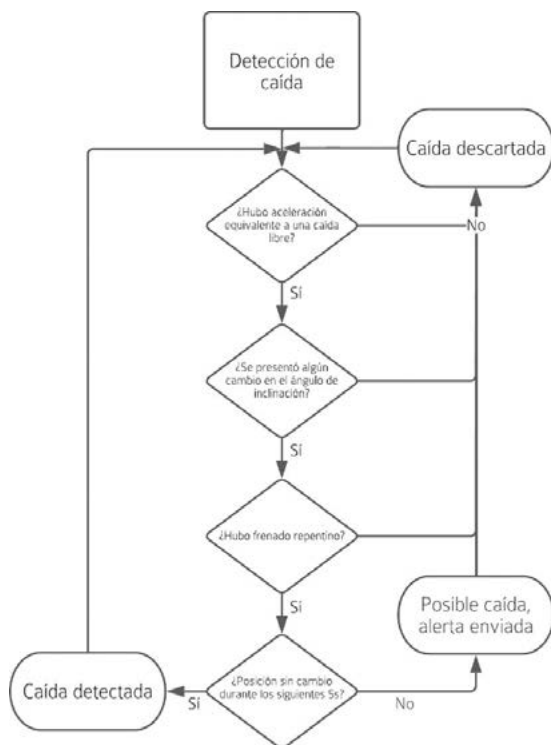 Detección de
caída
Caída descartada
¿Hubo aceleración
equivalente a una caída
libre?
No
Sí
¿Se presentó algún
cambio en el ángulo de
inclinación?
Sí
¿Hubo frenado repentino?
Sí
Posible caída,
alerta enviada
¿Posición sin cambio
durante los siguientes 5s?
Caída detectada
Sí
No